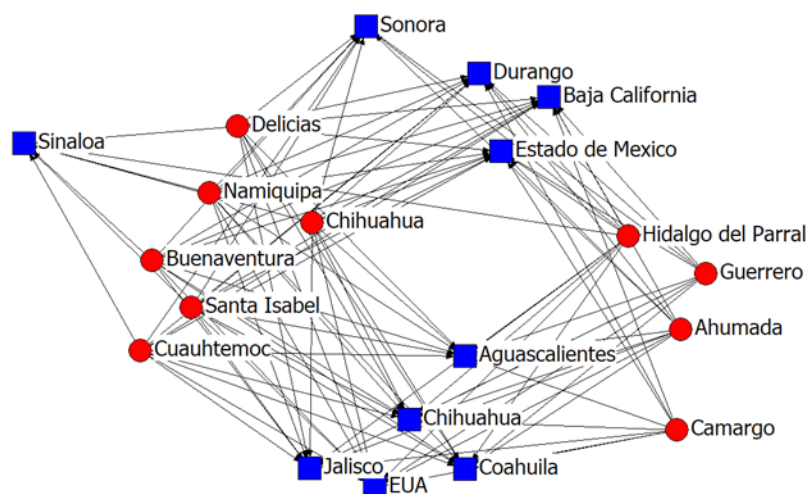 Sonora
Durango
Baja California
Delicias
Sinaloa
Estado de Mexico
Namiquipa
Chihuahua
Hidalgo del Parral
Buenaventura
Guerrero
Santa Isabel
Ahumada
Cuauhtemoc
Aguascalientes
Chihuahua
Camargo
Jalisco
Coahuila
EUA